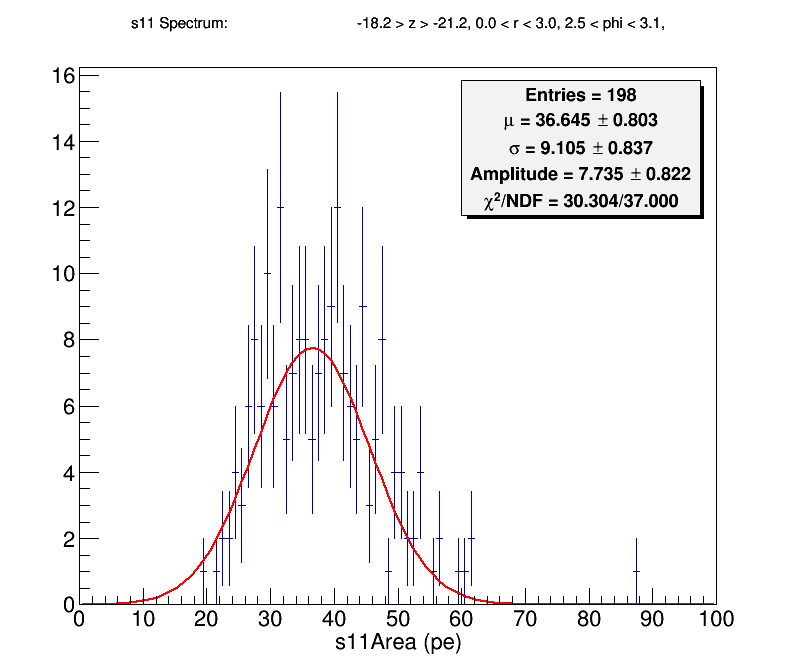 s11 Spectrum: -18.2 > z > -21.2, 0.0 < r < 3.0, 2.5 < phi < 3.1,
Entries = 198
μ = 36.645 ± 0.803
σ = 9.105 ± 0.837
Amplitude = 7.735 ± 0.822
χ²/NDF = 30.304/37.000
16
14
12
10
8
6
4
2
0
0 10 20 30 40 50 60 70 80 90 100
s11Area (pe)